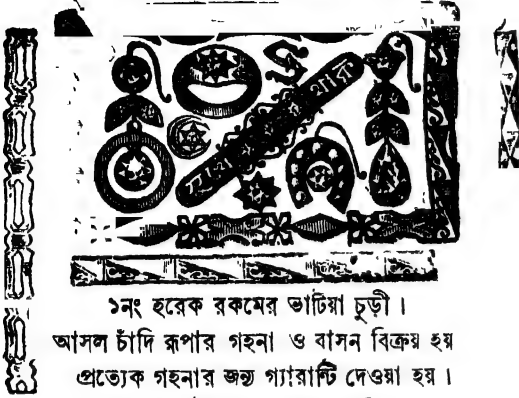 ১নং হরেক রকমের ভাটিয়া চুড়ী।
আসল চাঁদি রূপার গহনা ও বাসন বিক্রয় হয়
প্রত্যেক গহনার জন্য গ্যারান্টি দেওয়া হয়।